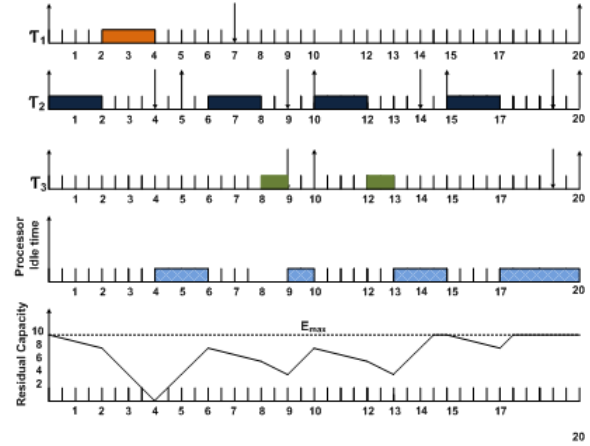 τ1
1 2 3 4 5 6 7 8 9 10 12 13 14 15 17 20
τ2
1 2 3 4 5 6 7 8 9 10 12 13 14 15 17 20
τ3
1 2 3 4 5 6 7 8 9 10 12 13 14 15 17 20
Processor
Idle time
1 2 3 4 5 6 7 8 9 10 12 13 14 15 17 20
Residual Capacity
Emax
10
8
6
4
2
1 2 3 4 5 6 7 8 9 10 12 13 14 15 17
20